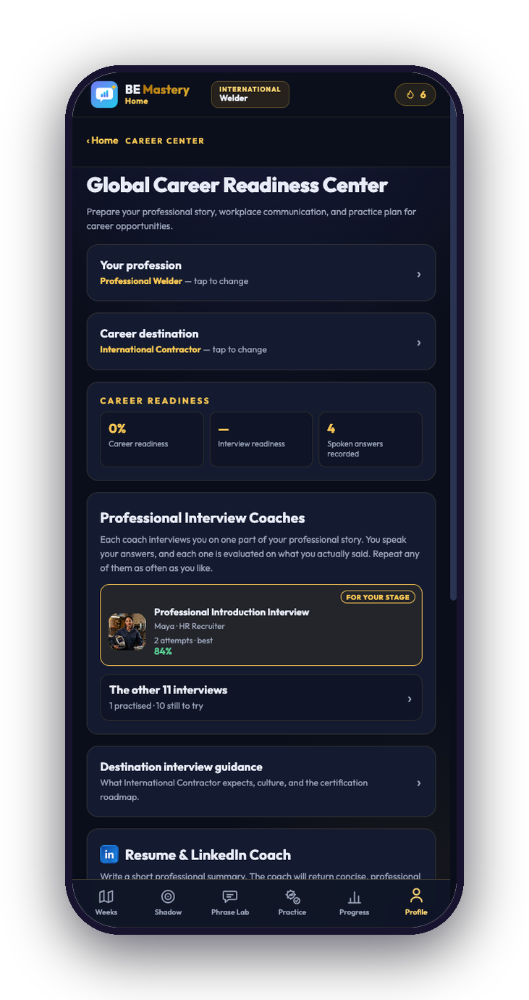 BE Mastery
Home
INTERNATIONAL
Welder
6
‹ Home CAREER CENTER
Global Career Readiness Center
Prepare your professional story, workplace communication, and practice plan for
career opportunities.
Your profession
Professional Welder — tap to change
›
Career destination
International Contractor — tap to change
›
CAREER READINESS
0%
Career readiness
—
Interview readiness
4
Spoken answers
recorded
Professional Interview Coaches
Each coach interviews you on one part of your professional story. You speak
your answers, and each one is evaluated on what you actually said. Repeat any
of them as often as you like.
FOR YOUR STAGE
Professional Introduction Interview
Maya · HR Recruiter
2 attempts · best
84%
The other 11 interviews
1 practised · 10 still to try
›
Destination interview guidance
What International Contractor expects, culture, and the certification
roadmap.
›
in Resume & LinkedIn Coach
Write a short professional summary. The coach will return concise, professional
Weeks
Shadow
Phrase Lab
Practice
Progress
Profile